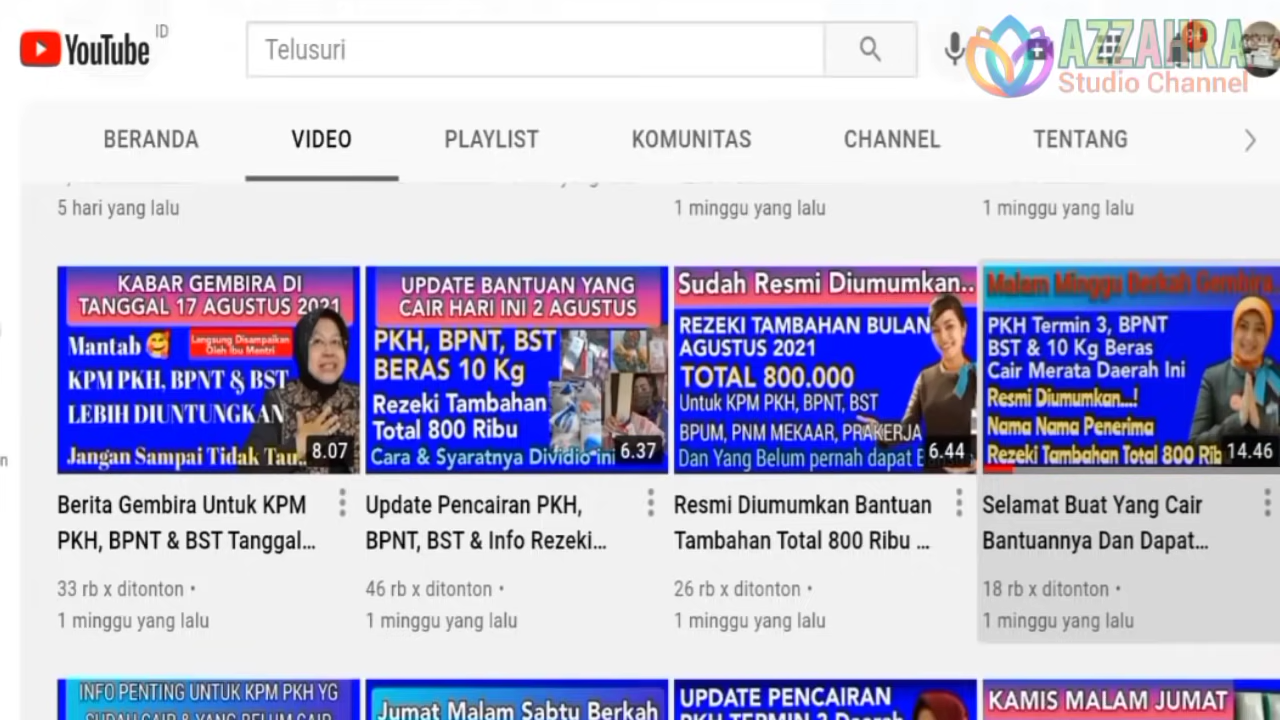 YouTube ID
Telusuri
AZZAHRA
Studio Channel
9+
BERANDA VIDEO PLAYLIST KOMUNITAS CHANNEL TENTANG
5 hari yang lalu
1 minggu yang lalu
1 minggu yang lalu
KABAR GEMBIRA DI
TANGGAL 17 AGUSTUS 2021
Mantab
Langsung Disampaikan
Oleh Ibu Mentri
KPM PKH, BPNT & BST
LEBIH DIUNTUNGKAN
Jangan Sampai Tidak Tau..
8.07
UPDATE BANTUAN YANG
CAIR HARI INI 2 AGUSTUS
PKH, BPNT, BST
BERAS 10 Kg
Rezeki Tambahan
Total 800 Ribu
Cara & Syaratnya Dividio ini
6.37
Sudah Resmi Diumumkan..
REZEKI TAMBAHAN BULAN
AGUSTUS 2021
TOTAL 800.000
Untuk KPM PKH, BPNT, BST
BPUM, PNM MEKAAR, PRAKERJA
Dan Yang Belum pernah dapat
6.44
Malam Minggu Berkah Gembira..
PKH Termin 3, BPNT
BST & 10 Kg Beras
Cair Merata Daerah Ini
Resmi Diumumkan...!
Nama Nama Penerima
Rezeki Tambahan Total 800 Rib
14.46
Berita Gembira Untuk KPM
PKH, BPNT & BST Tanggal...
33 rb x ditonton •
1 minggu yang lalu
Update Pencairan PKH,
BPNT, BST & Info Rezeki...
46 rb x ditonton •
1 minggu yang lalu
Resmi Diumumkan Bantuan
Tambahan Total 800 Ribu ...
26 rb x ditonton •
1 minggu yang lalu
Selamat Buat Yang Cair
Bantuannya Dan Dapat...
18 rb x ditonton •
1 minggu yang lalu
INFO PENTING UNTUK KPM PKH YG
SUDAH CAIR & YANG BELUM CAIR
Jumat Malam Sabtu Berkah
UPDATE PENCAIRAN
PKH TERMIN 3 Daerah
KAMIS MALAM JUMAT